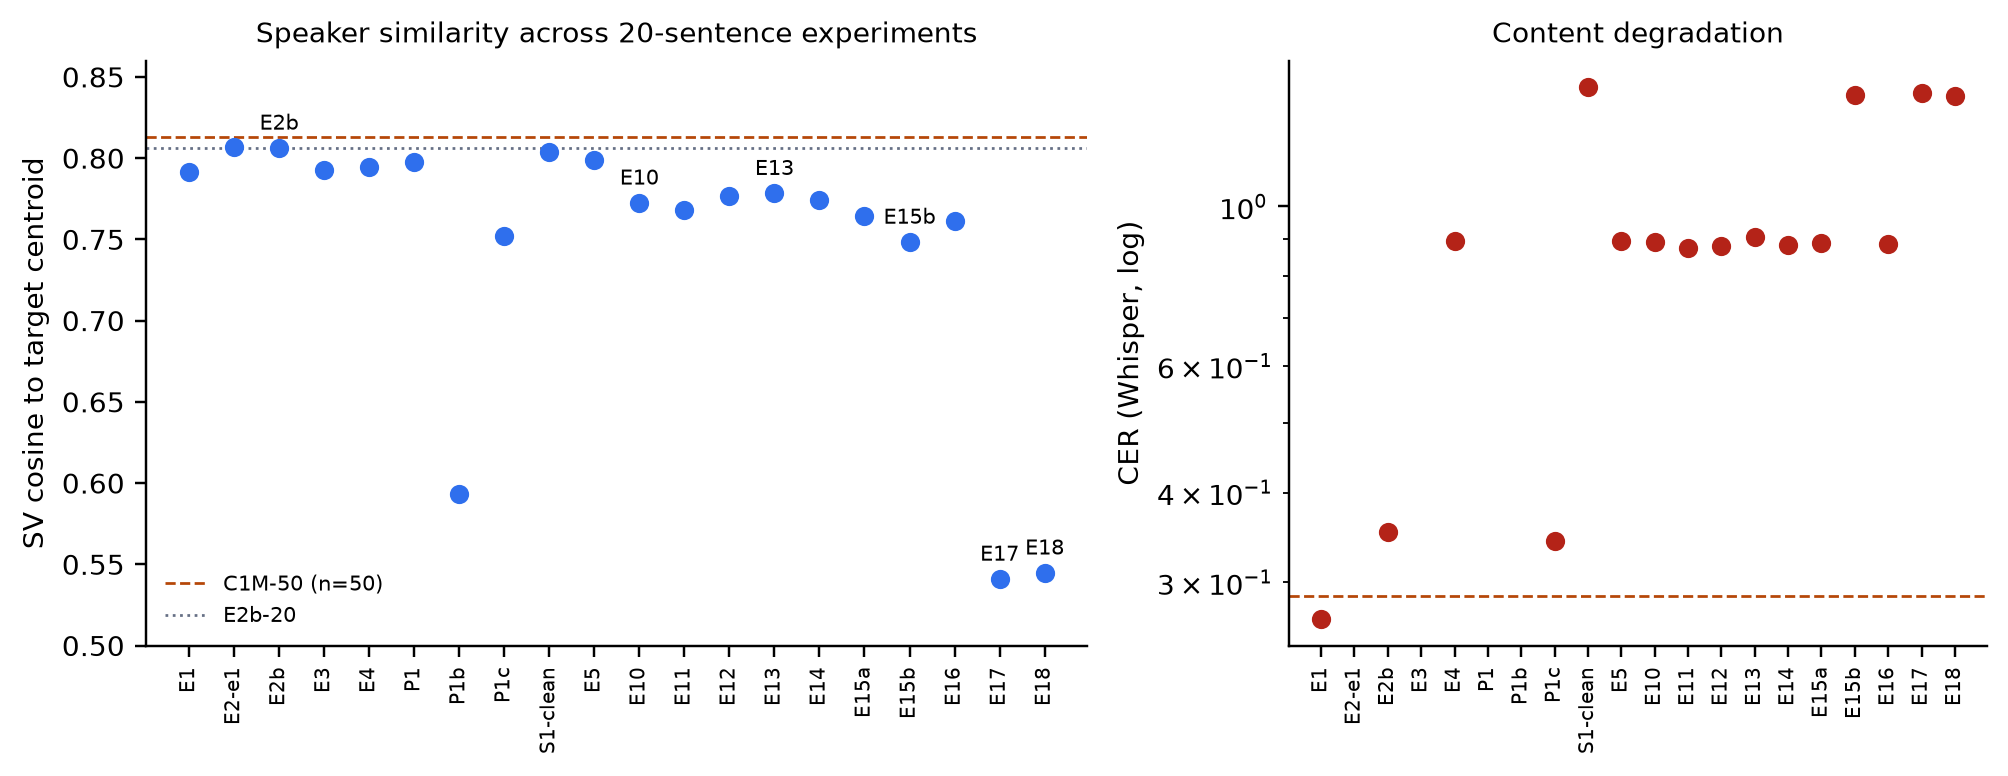 Speaker similarity across 20-sentence experiments
SV cosine to target centroid
0.85
0.80
0.75
0.70
0.65
0.60
0.55
0.50
E2b
E10
E13
E15b
E17
E18
C1M-50 (n=50)
E2b-20
E1
E2-e1
E2b
E3
E4
P1
P1b
P1c
S1-clean
E5
E10
E11
E12
E13
E14
E15a
E15b
E16
E17
E18
Content degradation
CER (Whisper, log)
10⁰
6 × 10⁻¹
4 × 10⁻¹
3 × 10⁻¹
E1
E2-e1
E2b
E3
E4
P1
P1b
P1c
S1-clean
E5
E10
E11
E12
E13
E14
E15a
E15b
E16
E17
E18